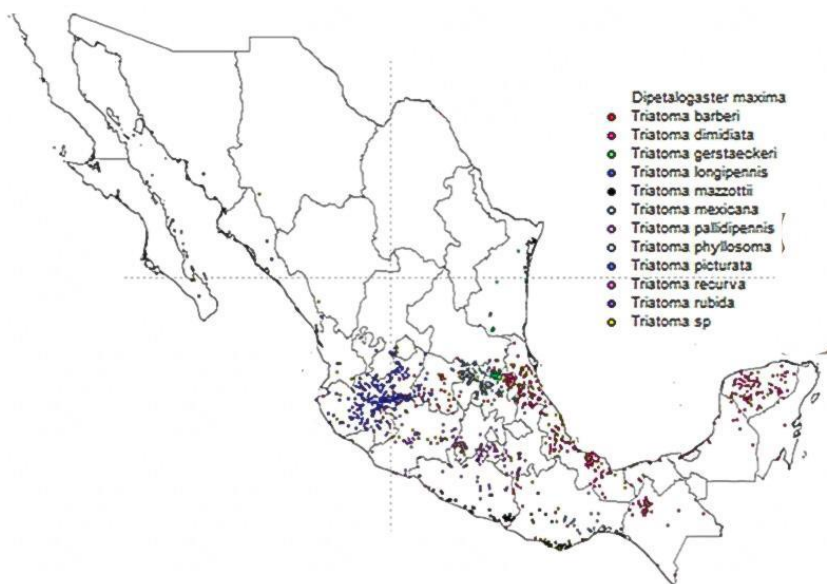 Dipetalogaster maxima
Triatoma barberi
Triatoma dimidiata
Triatoma gerstaeckeri
Triatoma longipennis
Triatoma mazzottii
Triatoma mexicana
Triatoma pallidipennis
Triatoma phyllosoma
Triatoma picturata
Triatoma recurva
Triatoma rubida
Triatoma sp